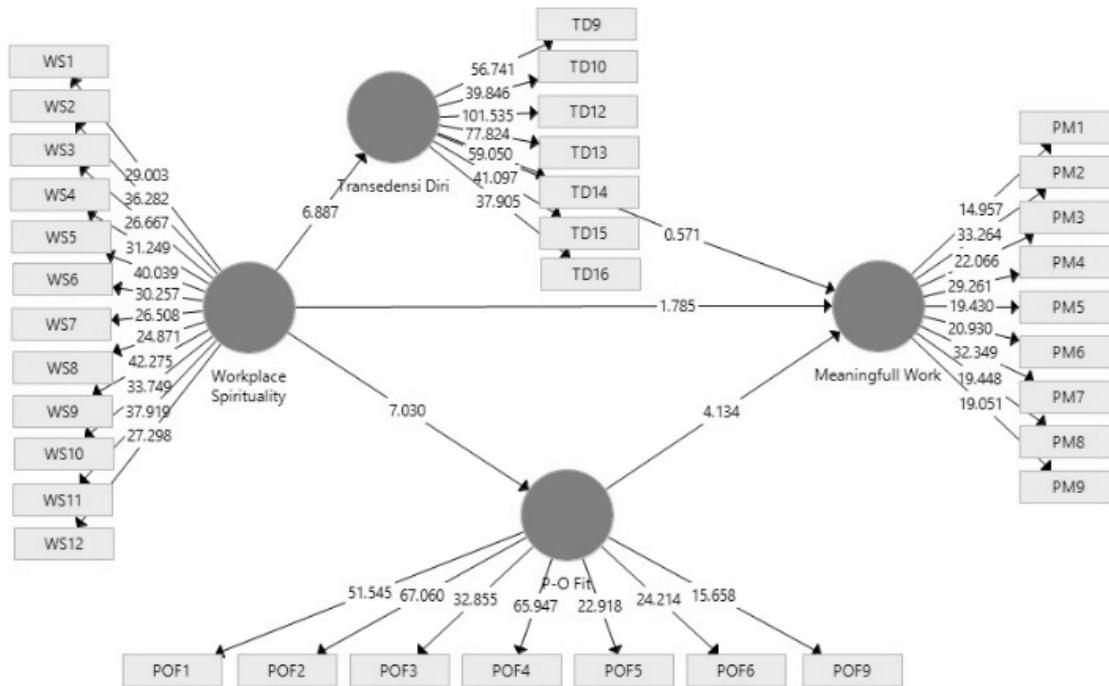 WS1
WS2
WS3
WS4
WS5
WS6
WS7
WS8
WS9
WS10
WS11
WS12
29.003
36.282
26.667
31.249
40.039
30.257
26.508
24.871
42.275
33.749
37.919
27.298
Workplace
Spirituality
6.887
1.785
7.030
Transedensi Diri
56.741
39.846
101.535
77.824
59.050
41.097
37.905
TD9
TD10
TD12
TD13
TD14
TD15
TD16
0.571
4.134
Meaningfull Work
14.957
33.264
22.066
29.261
19.430
20.930
32.349
19.448
19.051
PM1
PM2
PM3
PM4
PM5
PM6
PM7
PM8
PM9
P-O Fit
51.545
67.060
32.855
65.947
22.918
24.214
15.658
POF1
POF2
POF3
POF4
POF5
POF6
POF9